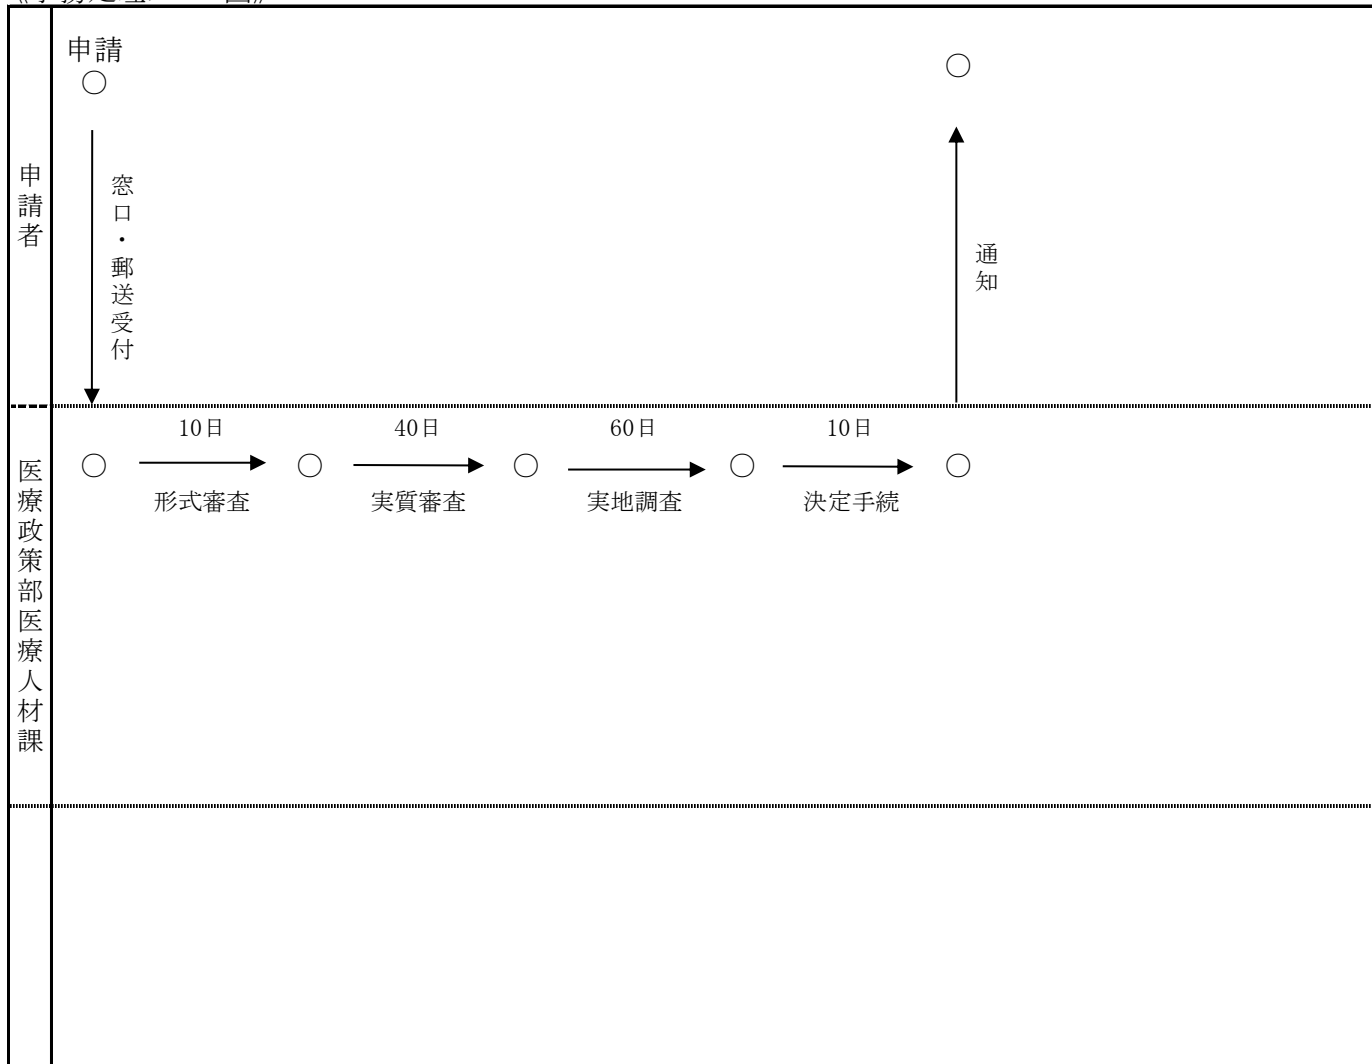 申請
申請者
窓口・郵送受付
通知
10日
40日
60日
10日
形式審査
実質審査
実地調査
決定手続
医療政策部医療人材課